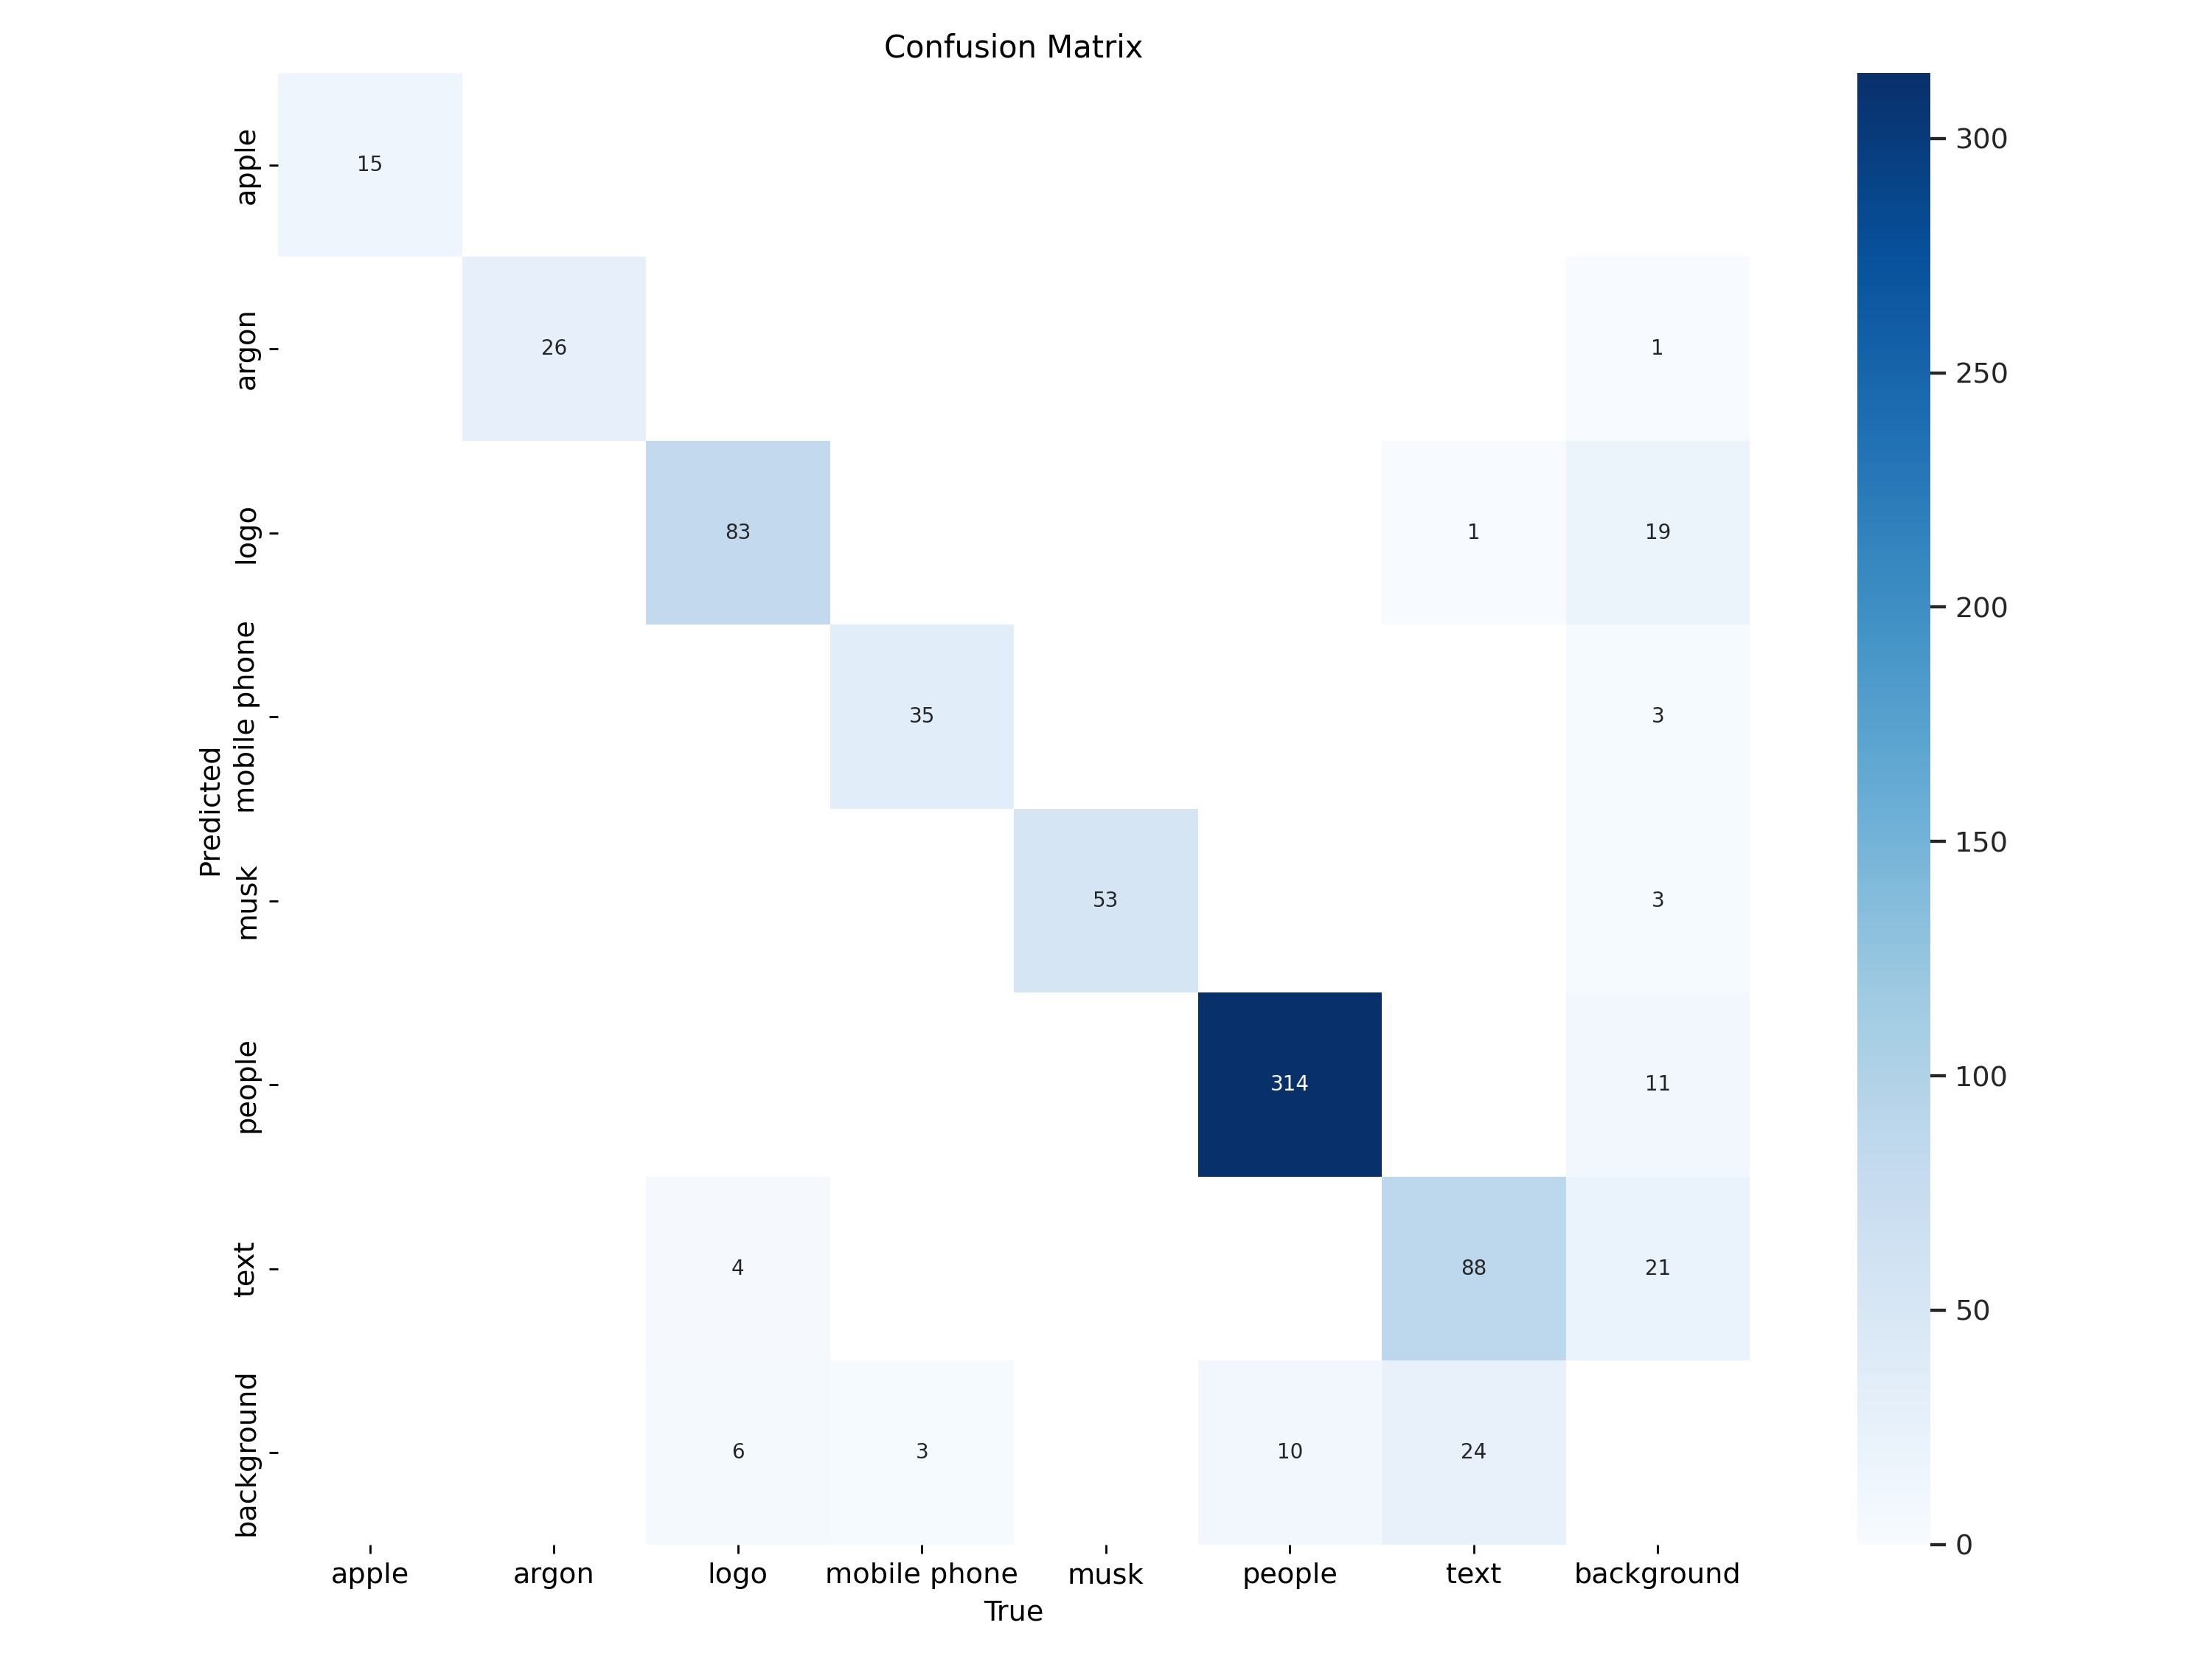 Confusion Matrix
apple
15
argon
26
1
logo
83
1
19
mobile phone
35
3
musk
53
3
people
314
11
text
4
88
21
background
6
3
10
24
Predicted
apple
argon
logo
mobile phone
musk
people
text
background
True
300
250
200
150
100
50
0